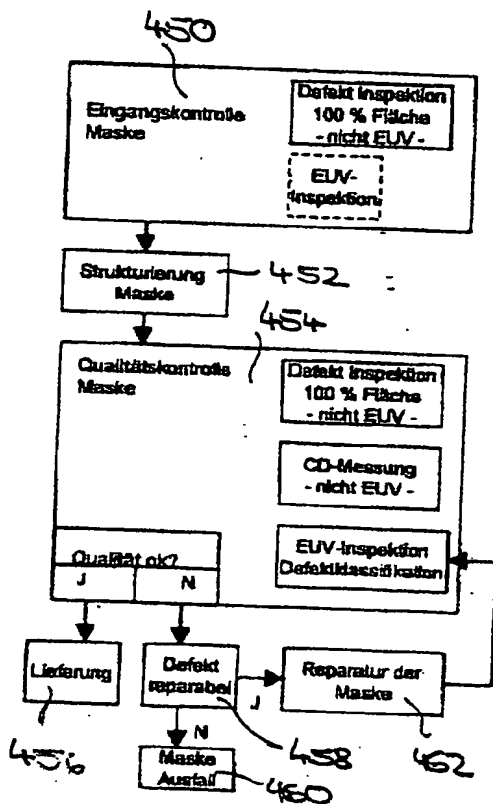 450
Eingangskontrolle
Maske
Defekt Inspektion
100 % Fläche
- nicht EUV -
EUV-
Inspektion
Strukturierung
Maske
452
454
Qualitätskontrolle
Maske
Defekt Inspektion
100 % Fläche
- nicht EUV -
CD-Messung
- nicht EUV -
EUV-Inspektion
Defektklassifikation
Qualität ok?
J N
Lieferung
Defekt
reparabel
J
Reparatur der
Maske
N
456
458
462
Maske
Ausfall
460